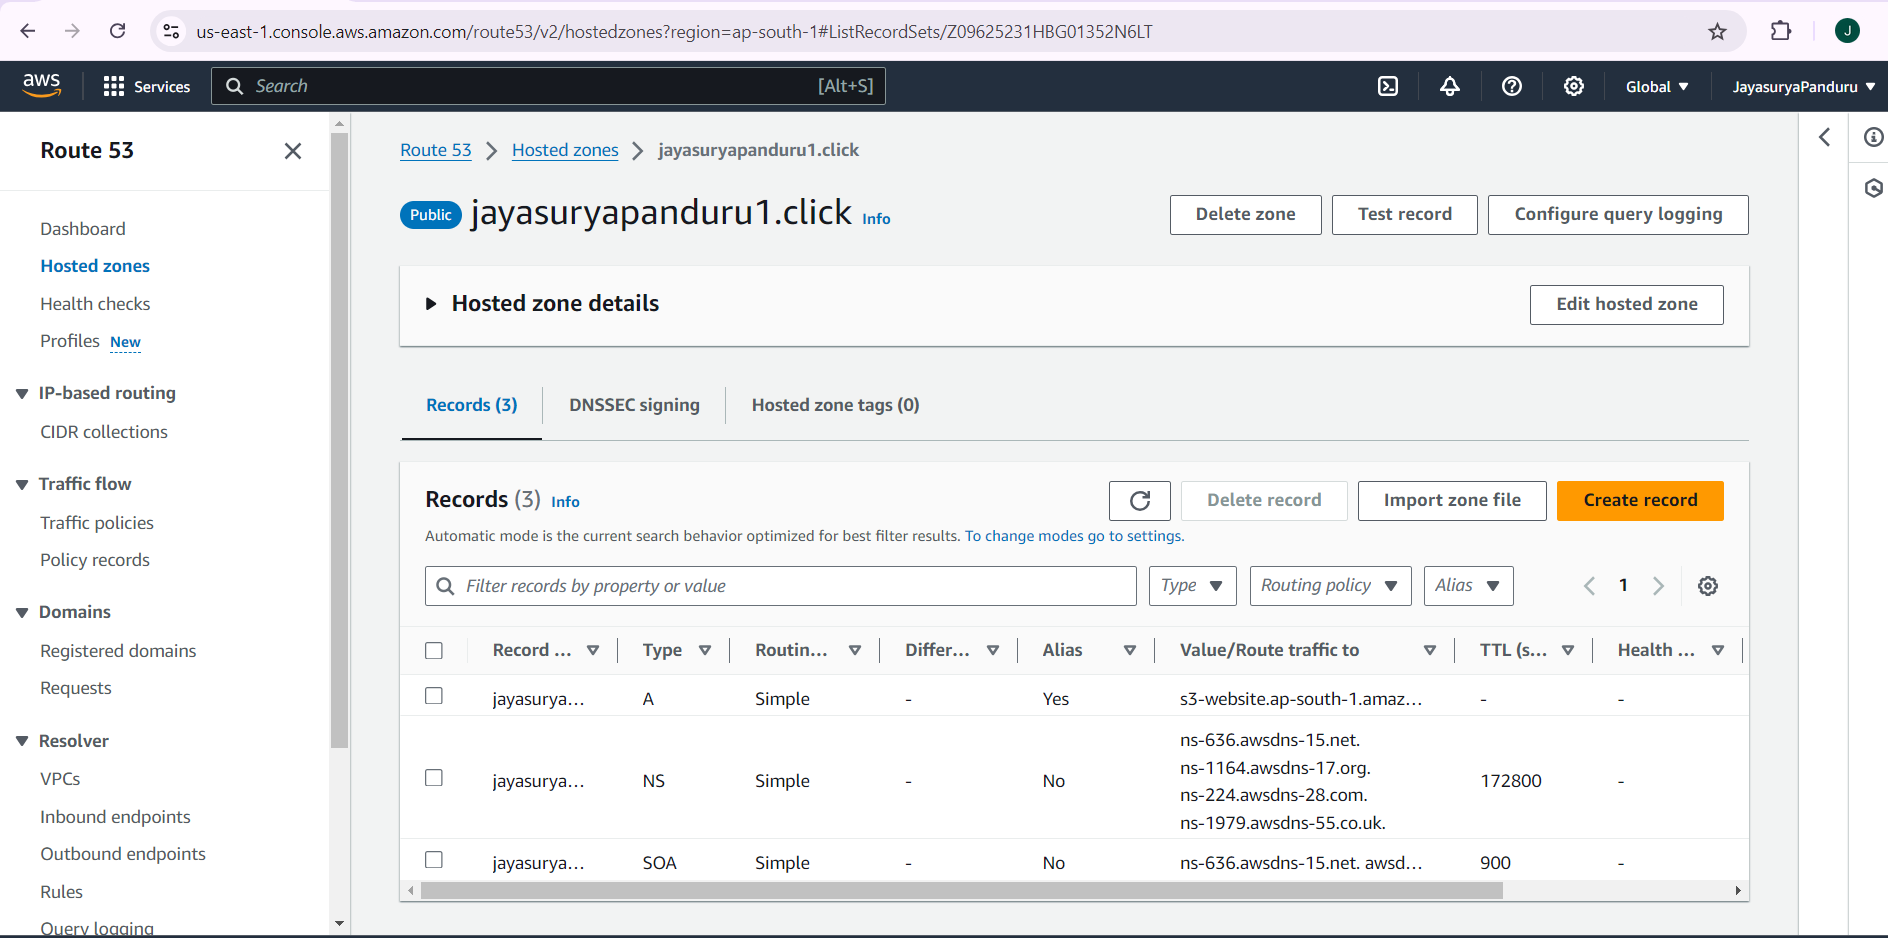 us-east-1.console.aws.amazon.com/route53/v2/hostedzones?region=ap-south-1#ListRecordSets/Z09625231HBG01352N6LT
J
aws
Services
Search
[Alt+S]
Global
JayasuryaPanduru
Route 53
Dashboard
Hosted zones
Health checks
Profiles New
IP-based routing
CIDR collections
Traffic flow
Traffic policies
Policy records
Domains
Registered domains
Requests
Resolver
VPCs
Inbound endpoints
Outbound endpoints
Rules
Query logging
Route 53 > Hosted zones > jayasuryapanduru1.click
Public jayasuryapanduru1.click Info
Delete zone
Test record
Configure query logging
Hosted zone details
Edit hosted zone
Records (3)
DNSSEC signing
Hosted zone tags (0)
Records (3) Info
Delete record
Import zone file
Create record
Automatic mode is the current search behavior optimized for best filter results. To change modes go to settings.
Filter records by property or value
Type
Routing policy
Alias
1
Record ... Type Routin... Differ... Alias Value/Route traffic to TTL (s... Health ...
jayasurya... A Simple - Yes s3-website.ap-south-1.amaz... - -
jayasurya... NS Simple - No ns-636.awsdns-15.net.
ns-1164.awsdns-17.org.
ns-224.awsdns-28.com.
ns-1979.awsdns-55.co.uk. 172800 -
jayasurya... SOA Simple - No ns-636.awsdns-15.net. awsd... 900 -